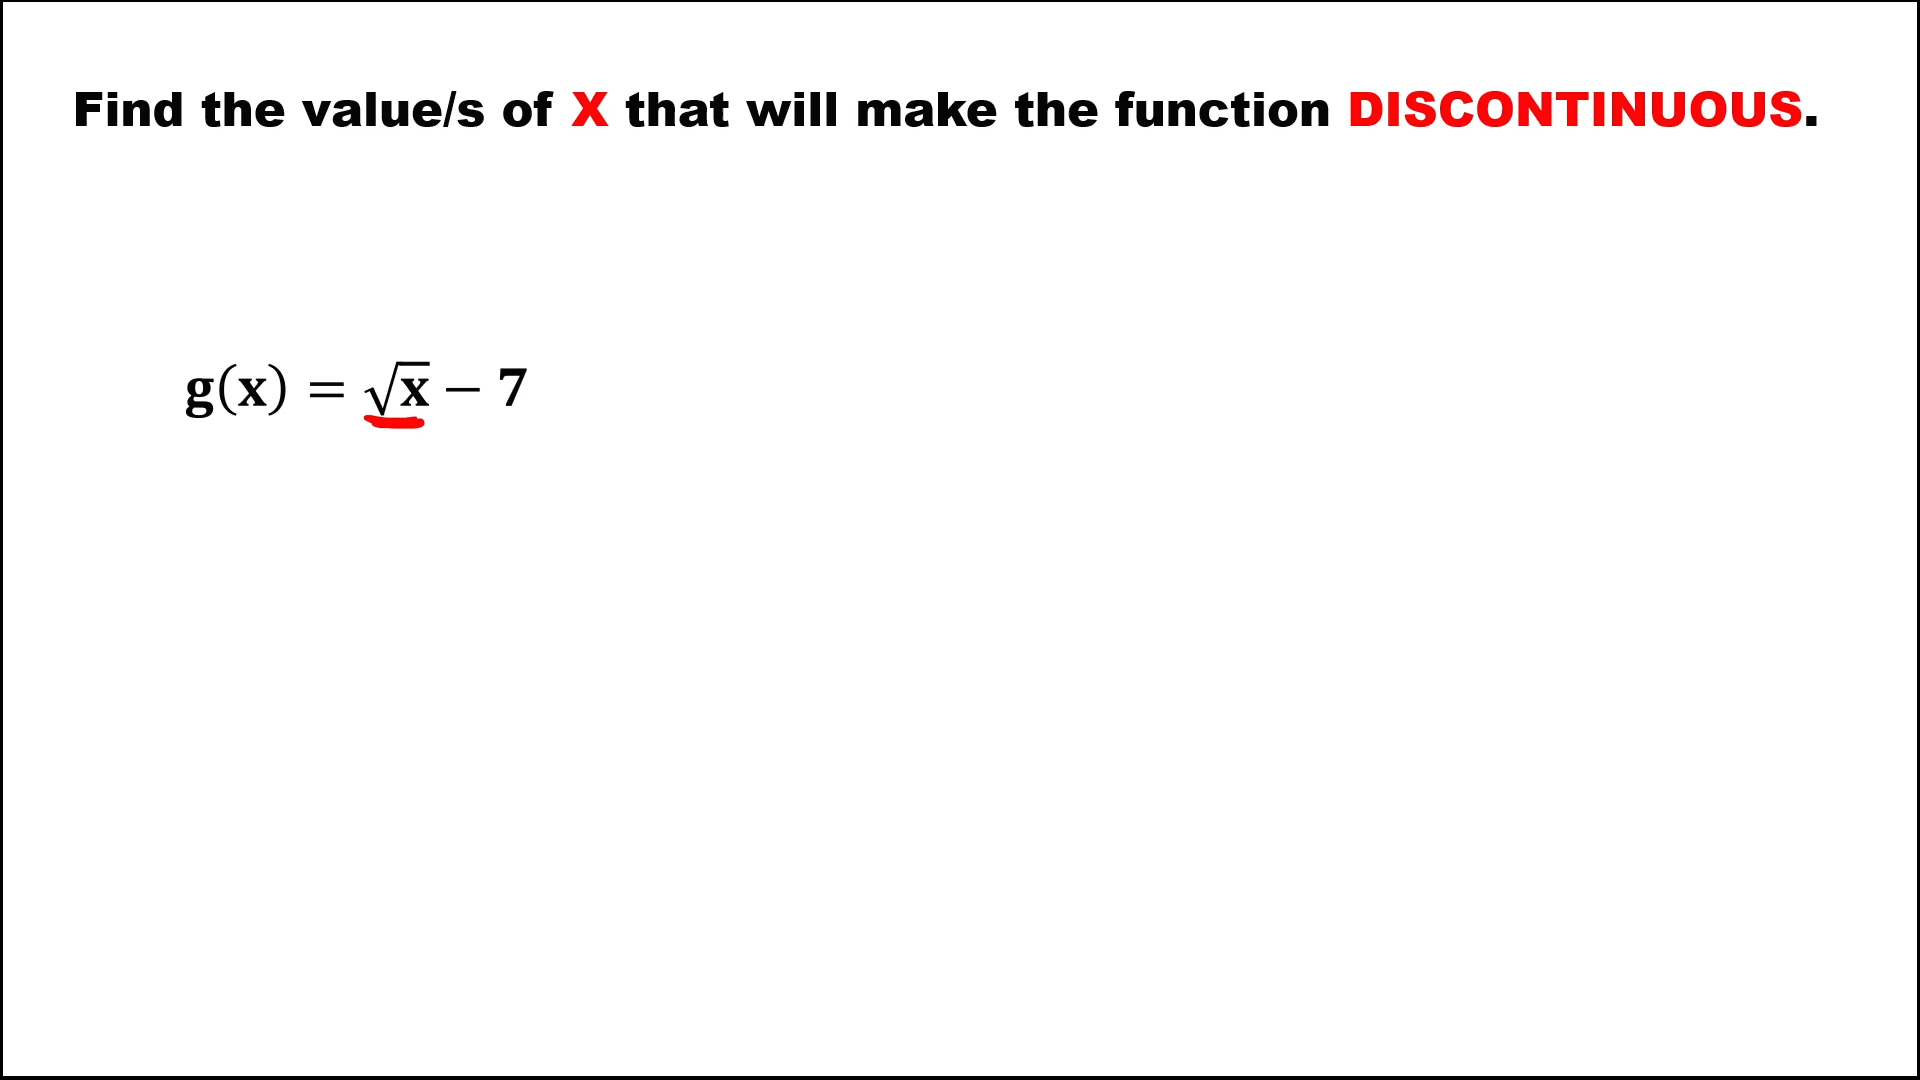 Find the value/s of X that will make the function DISCONTINUOUS.
g(x) = √x − 7